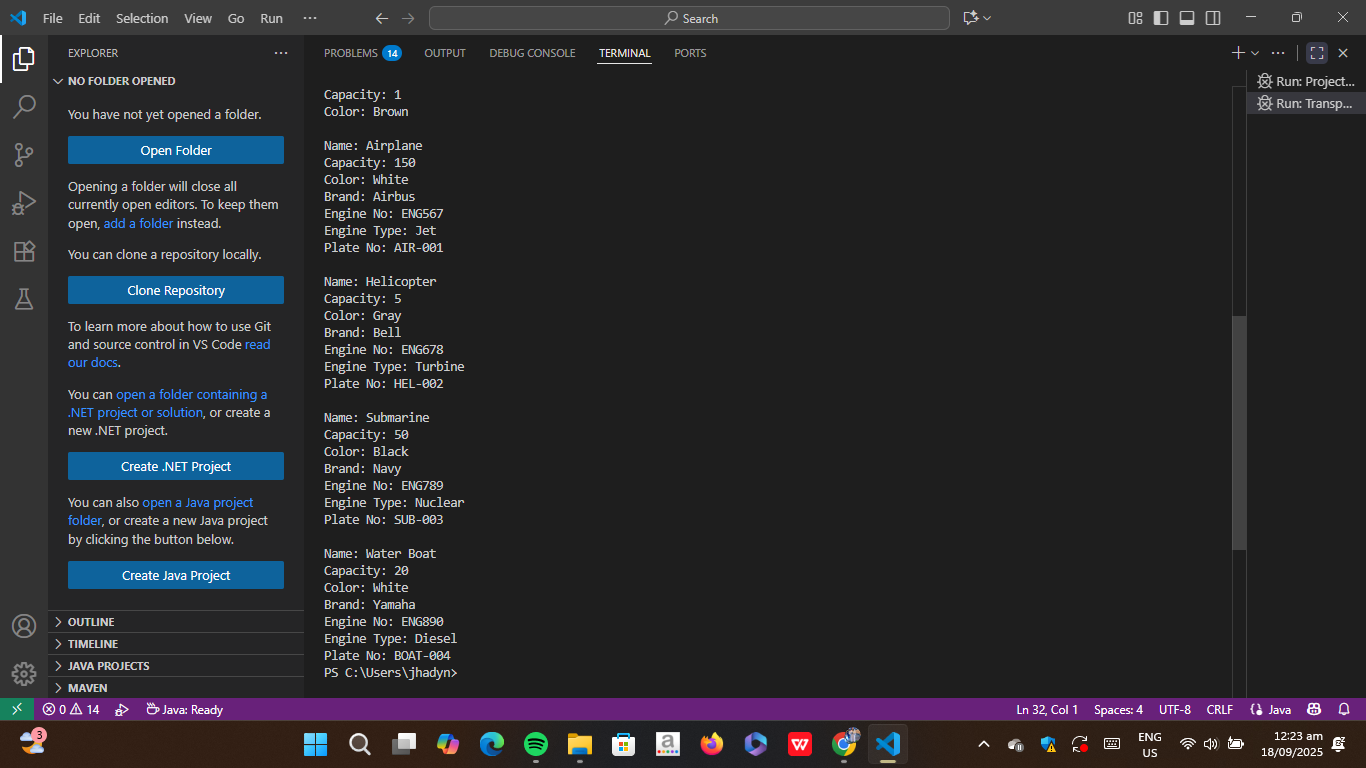 File Edit Selection View Go Run ···
Search
EXPLORER ···
NO FOLDER OPENED
You have not yet opened a folder.
Open Folder
Opening a folder will close all
currently open editors. To keep them
open, add a folder instead.
You can clone a repository locally.
Clone Repository
To learn more about how to use Git
and source control in VS Code read
our docs.
You can open a folder containing a
.NET project or solution, or create a
new .NET project.
Create .NET Project
You can also open a Java project
folder, or create a new Java project
by clicking the button below.
Create Java Project
OUTLINE
TIMELINE
JAVA PROJECTS
MAVEN
PROBLEMS 14 OUTPUT DEBUG CONSOLE TERMINAL PORTS
Capacity: 1
Color: Brown
Name: Airplane
Capacity: 150
Color: White
Brand: Airbus
Engine No: ENG567
Engine Type: Jet
Plate No: AIR-001
Name: Helicopter
Capacity: 5
Color: Gray
Brand: Bell
Engine No: ENG678
Engine Type: Turbine
Plate No: HEL-002
Name: Submarine
Capacity: 50
Color: Black
Brand: Navy
Engine No: ENG789
Engine Type: Nuclear
Plate No: SUB-003
Name: Water Boat
Capacity: 20
Color: White
Brand: Yamaha
Engine No: ENG890
Engine Type: Diesel
Plate No: BOAT-004
PS C:\Users\jhadyn>
Run: Project...
Run: Transp...
0 14 Java: Ready Ln 32, Col 1 Spaces: 4 UTF-8 CRLF Java
3 a W ENG 12:23 am
US 18/09/2025